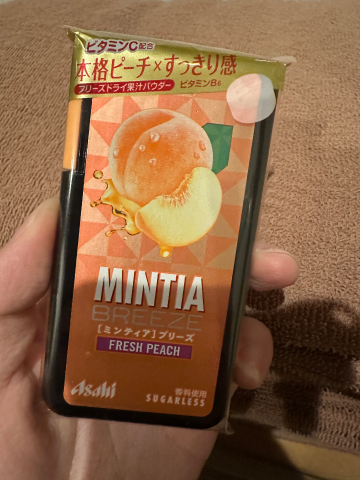 ビタミンC配合
本格ピーチ×すっきり感
フリーズドライ果汁パウダー ビタミンB6
MINTIA
BREEZE
[ミンティア]ブリーズ
FRESH PEACH
Asahi
香料使用
SUGARLESS